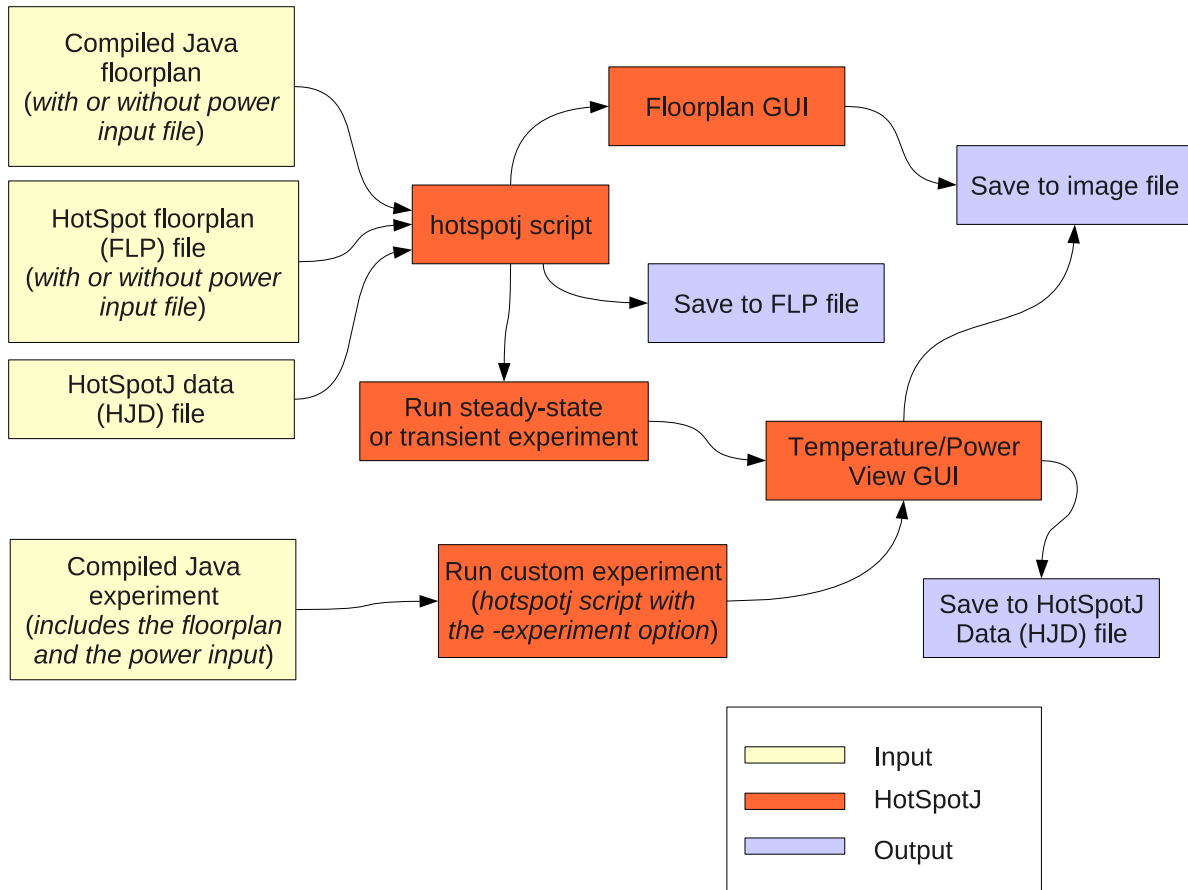 Compiled Java
floorplan
(with or without power
input file)
HotSpot floorplan
(FLP) file
(with or without power
input file)
HotSpotJ data
(HJD) file
Compiled Java
experiment
(includes the floorplan
and the power input)
hotspotj script
Floorplan GUI
Save to image file
Save to FLP file
Run steady-state
or transient experiment
Temperature/Power
View GUI
Run custom experiment
(hotspotj script with
the -experiment option)
Save to HotSpotJ
Data (HJD) file
Input
HotSpotJ
Output